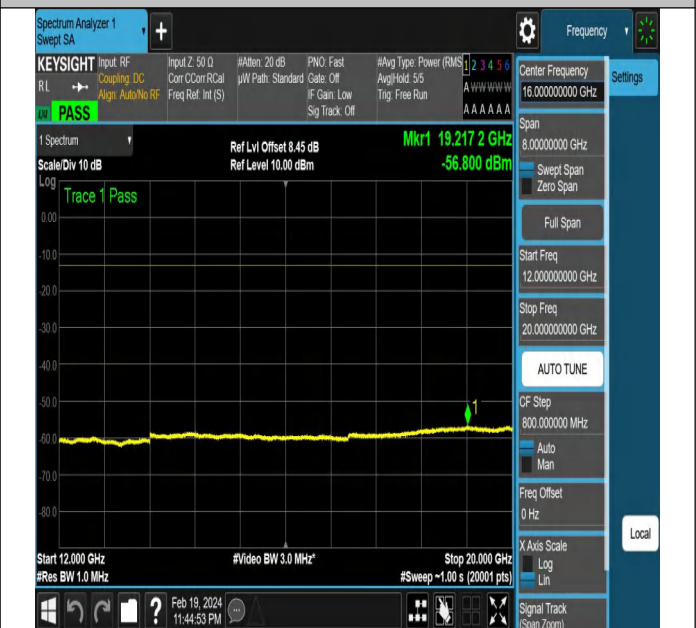 Spectrum Analyzer 1
Swept SA
Frequency
KEYSIGHT
RL
PASS
Input: RF
Coupling: DC
Align: Auto/No RF
Input Z: 50 Ω
Corr CCorr RCal
Freq Ref: Int (S)
#Atten: 20 dB
µW Path: Standard
PNO: Fast
Gate: Off
IF Gain: Low
Sig Track: Off
#Avg Type: Power (RMS
Avg|Hold: 5/5
Trig: Free Run
1 2 3 4 5 6
A W W W W W
A A A A A A
1 Spectrum
Scale/Div 10 dB
Ref Lvl Offset 8.45 dB
Ref Level 10.00 dBm
Mkr1 19.217 2 GHz
-56.800 dBm
Log
Trace 1 Pass
0.00
-10.0
-20.0
-30.0
-40.0
-50.0
-60.0
-70.0
-80.0
1
Start 12.000 GHz
#Res BW 1.0 MHz
#Video BW 3.0 MHz*
Stop 20.000 GHz
#Sweep ~1.00 s (20001 pts)
Feb 19, 2024
11:44:53 PM
Center Frequency
16.000000000 GHz
Settings
Span
8.00000000 GHz
Swept Span
Zero Span
Full Span
Start Freq
12.000000000 GHz
Stop Freq
20.000000000 GHz
AUTO TUNE
CF Step
800.000000 MHz
Auto
Man
Freq Offset
0 Hz
X Axis Scale
Log
Lin
Signal Track
(Span Zoom)
Local